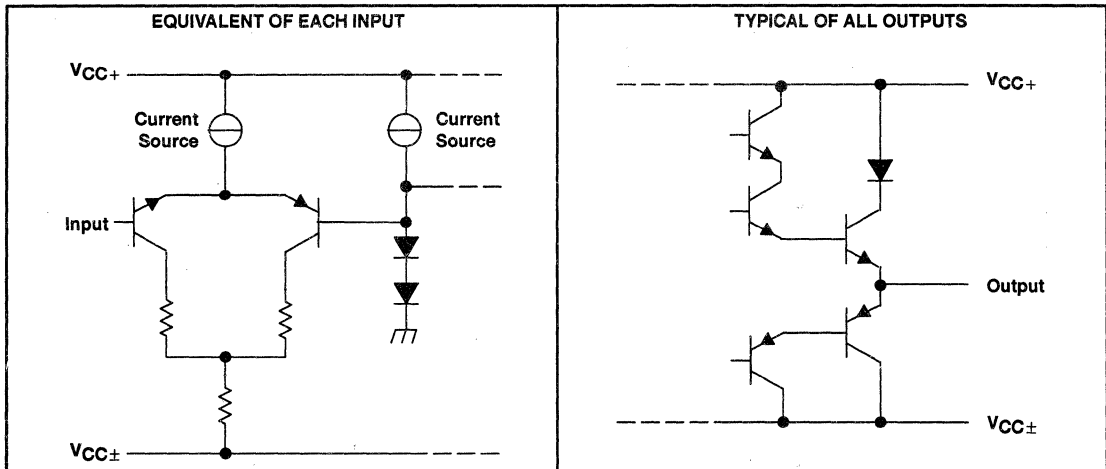 EQUIVALENT OF EACH INPUT
VCC+
Current
Source
Current
Source
Input
VCC±
TYPICAL OF ALL OUTPUTS
VCC+
Output
VCC±